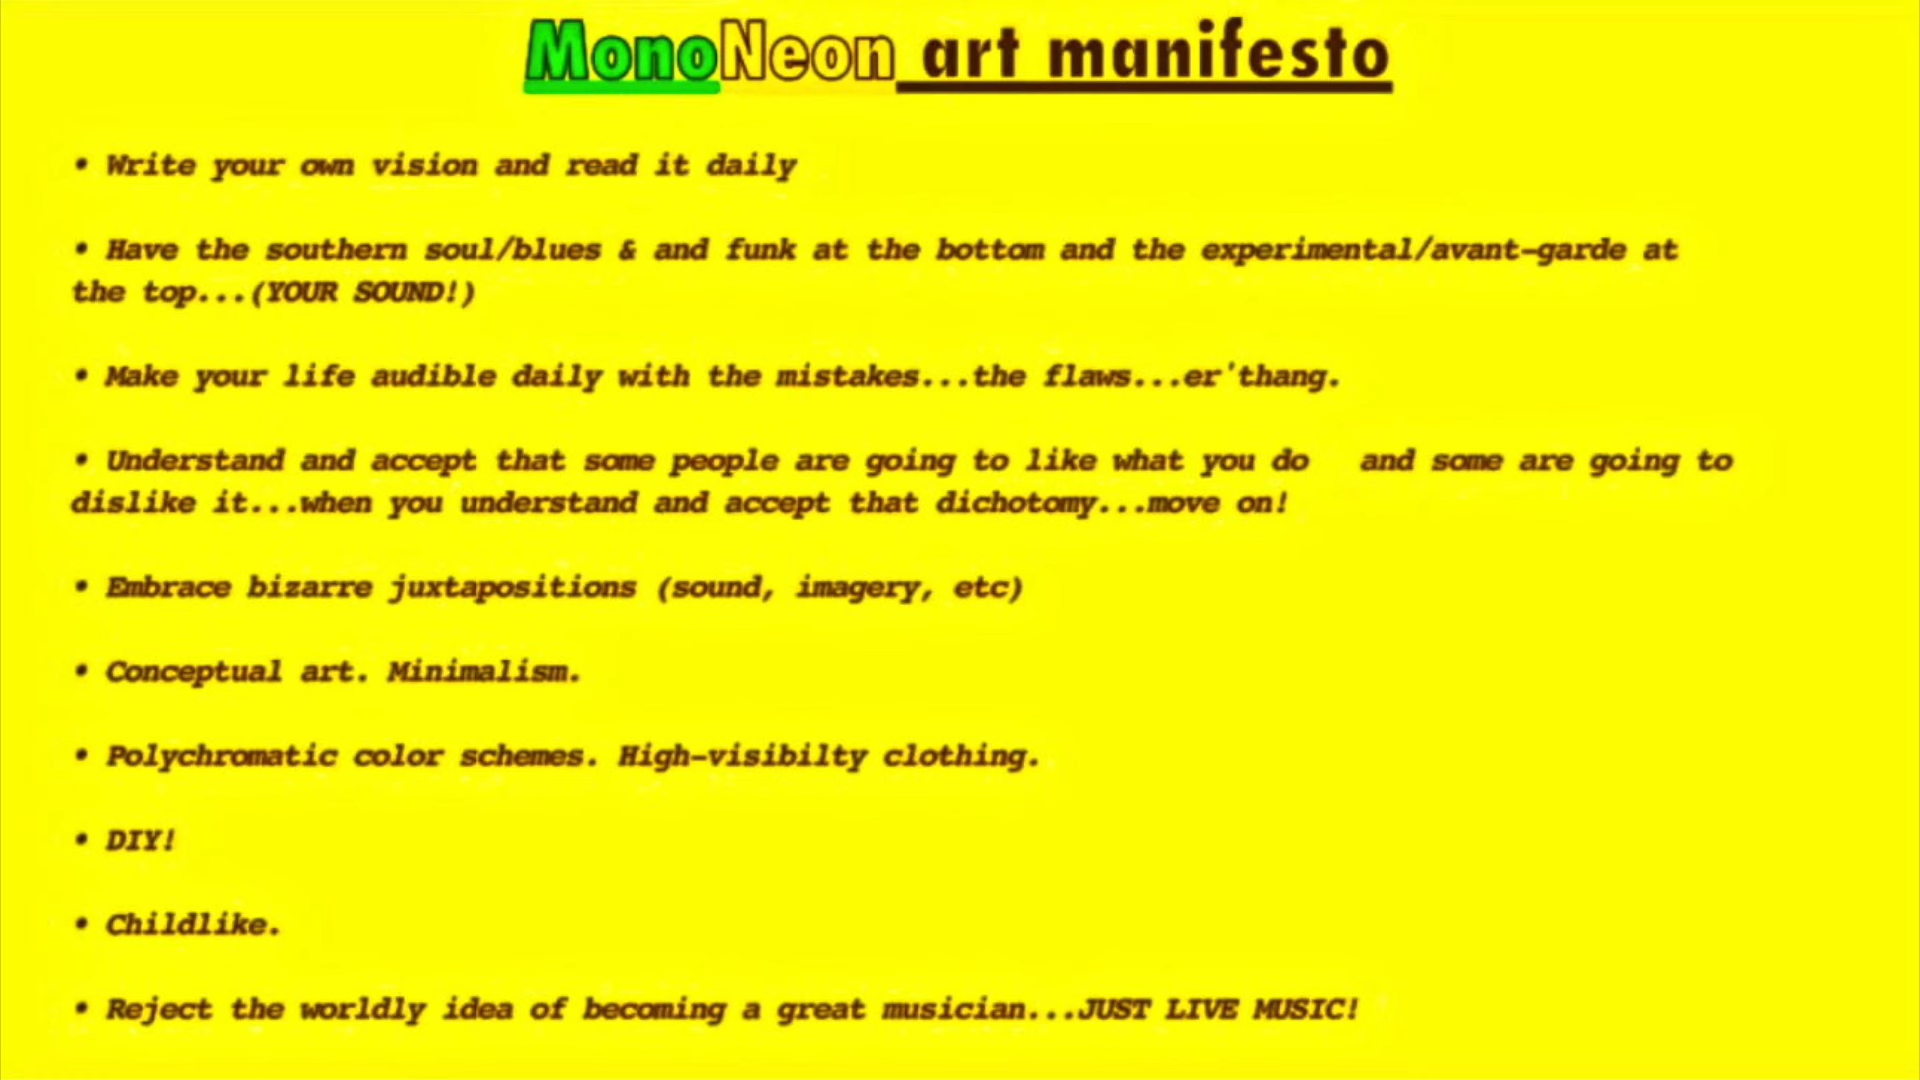 MonoNeon art manifesto
• Write your own vision and read it daily
• Have the southern soul/blues & and funk at the bottom and the experimental/avant-garde at
the top...(YOUR SOUND!)
• Make your life audible daily with the mistakes...the flaws...er'thang.
• Understand and accept that some people are going to like what you do   and some are going to
dislike it...when you understand and accept that dichotomy...move on!
• Embrace bizarre juxtapositions (sound, imagery, etc)
• Conceptual art. Minimalism.
• Polychromatic color schemes. High-visibilty clothing.
• DIY!
• Childlike.
• Reject the worldly idea of becoming a great musician...JUST LIVE MUSIC!